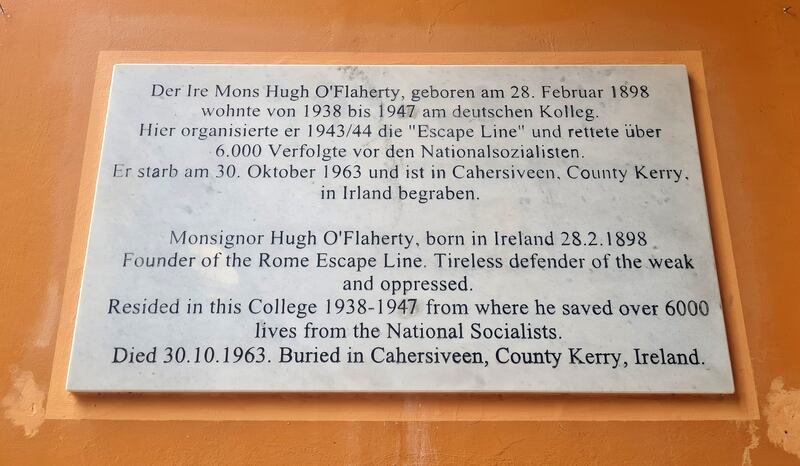 Der Ire Mons Hugh O'Flaherty, geboren am 28. Februar 1898
wohnte von 1938 bis 1947 am deutschen Kolleg.
Hier organisierte er 1943/44 die "Escape Line" und rettete über
6.000 Verfolgte vor den Nationalsozialisten.
Er starb am 30. Oktober 1963 und ist in Cahersiveen, County Kerry,
in Irland begraben.
Monsignor Hugh O'Flaherty, born in Ireland 28.2.1898
Founder of the Rome Escape Line. Tireless defender of the weak
and oppressed.
Resided in this College 1938-1947 from where he saved over 6000
lives from the National Socialists.
Died 30.10.1963. Buried in Cahersiveen, County Kerry, Ireland.